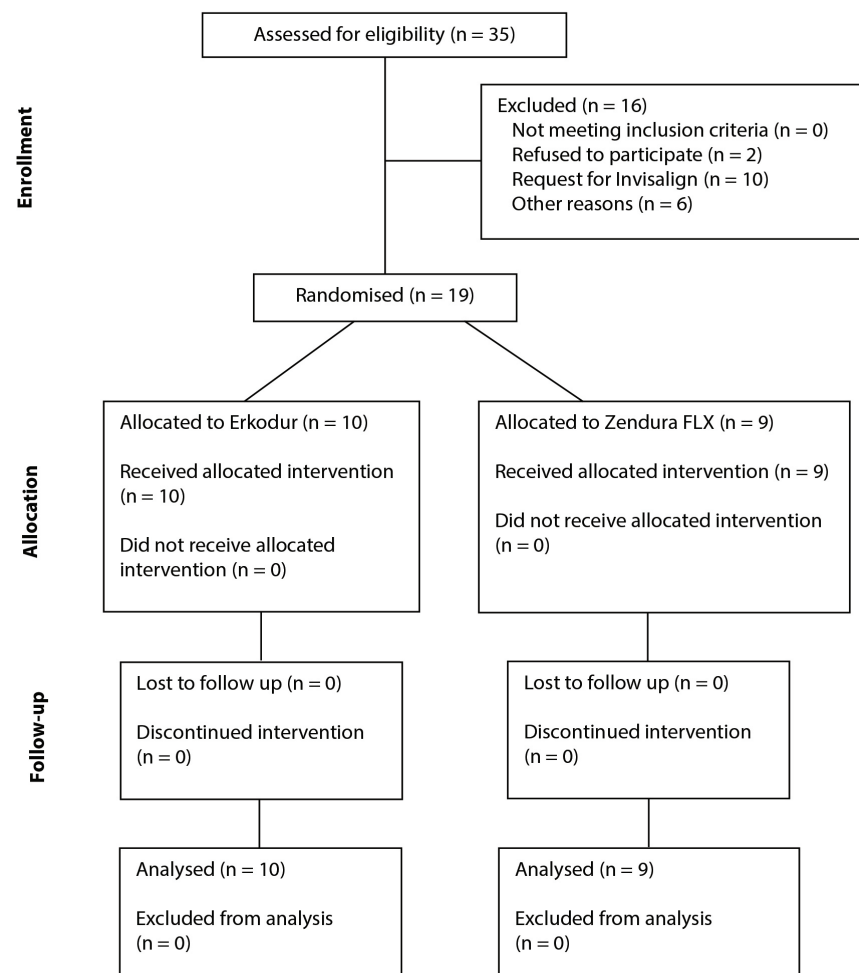 Assessed for eligibility (n = 35)
Enrollment
Excluded (n = 16)
Not meeting inclusion criteria (n = 0)
Refused to participate (n = 2)
Request for Invisalign (n = 10)
Other reasons (n = 6)
Randomised (n = 19)
Allocation
Allocated to Erkodur (n = 10)
Received allocated intervention
(n = 10)
Did not receive allocated
intervention (n = 0)
Allocated to Zendura FLX (n = 9)
Received allocated intervention (n = 9)
Did not receive allocated intervention
(n = 0)
Follow-up
Lost to follow up (n = 0)
Discontinued intervention
(n = 0)
Lost to follow up (n = 0)
Discontinued intervention
(n = 0)
Analysed (n = 10)
Excluded from analysis
(n = 0)
Analysed (n = 9)
Excluded from analysis
(n = 0)